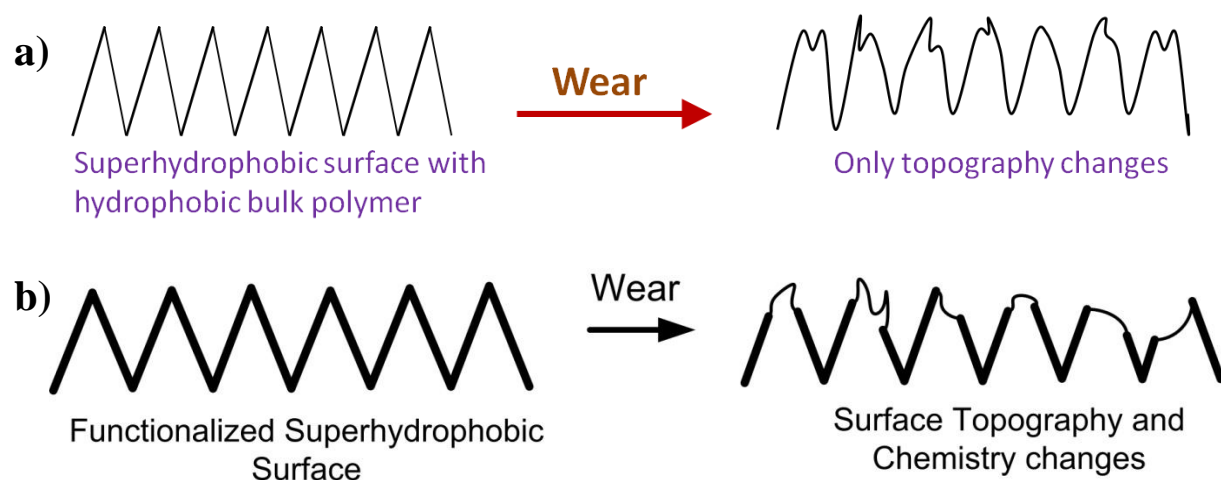 a)
Wear
Superhydrophobic surface with
hydrophobic bulk polymer
Only topography changes
b)
Wear
Functionalized Superhydrophobic
Surface
Surface Topography and
Chemistry changes